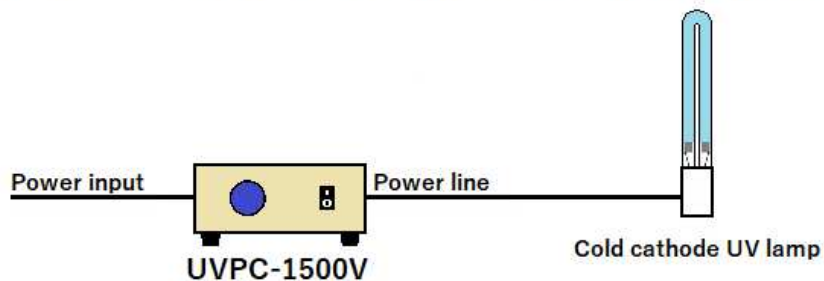 Power input
Power line
UVPC-1500V
Cold cathode UV lamp